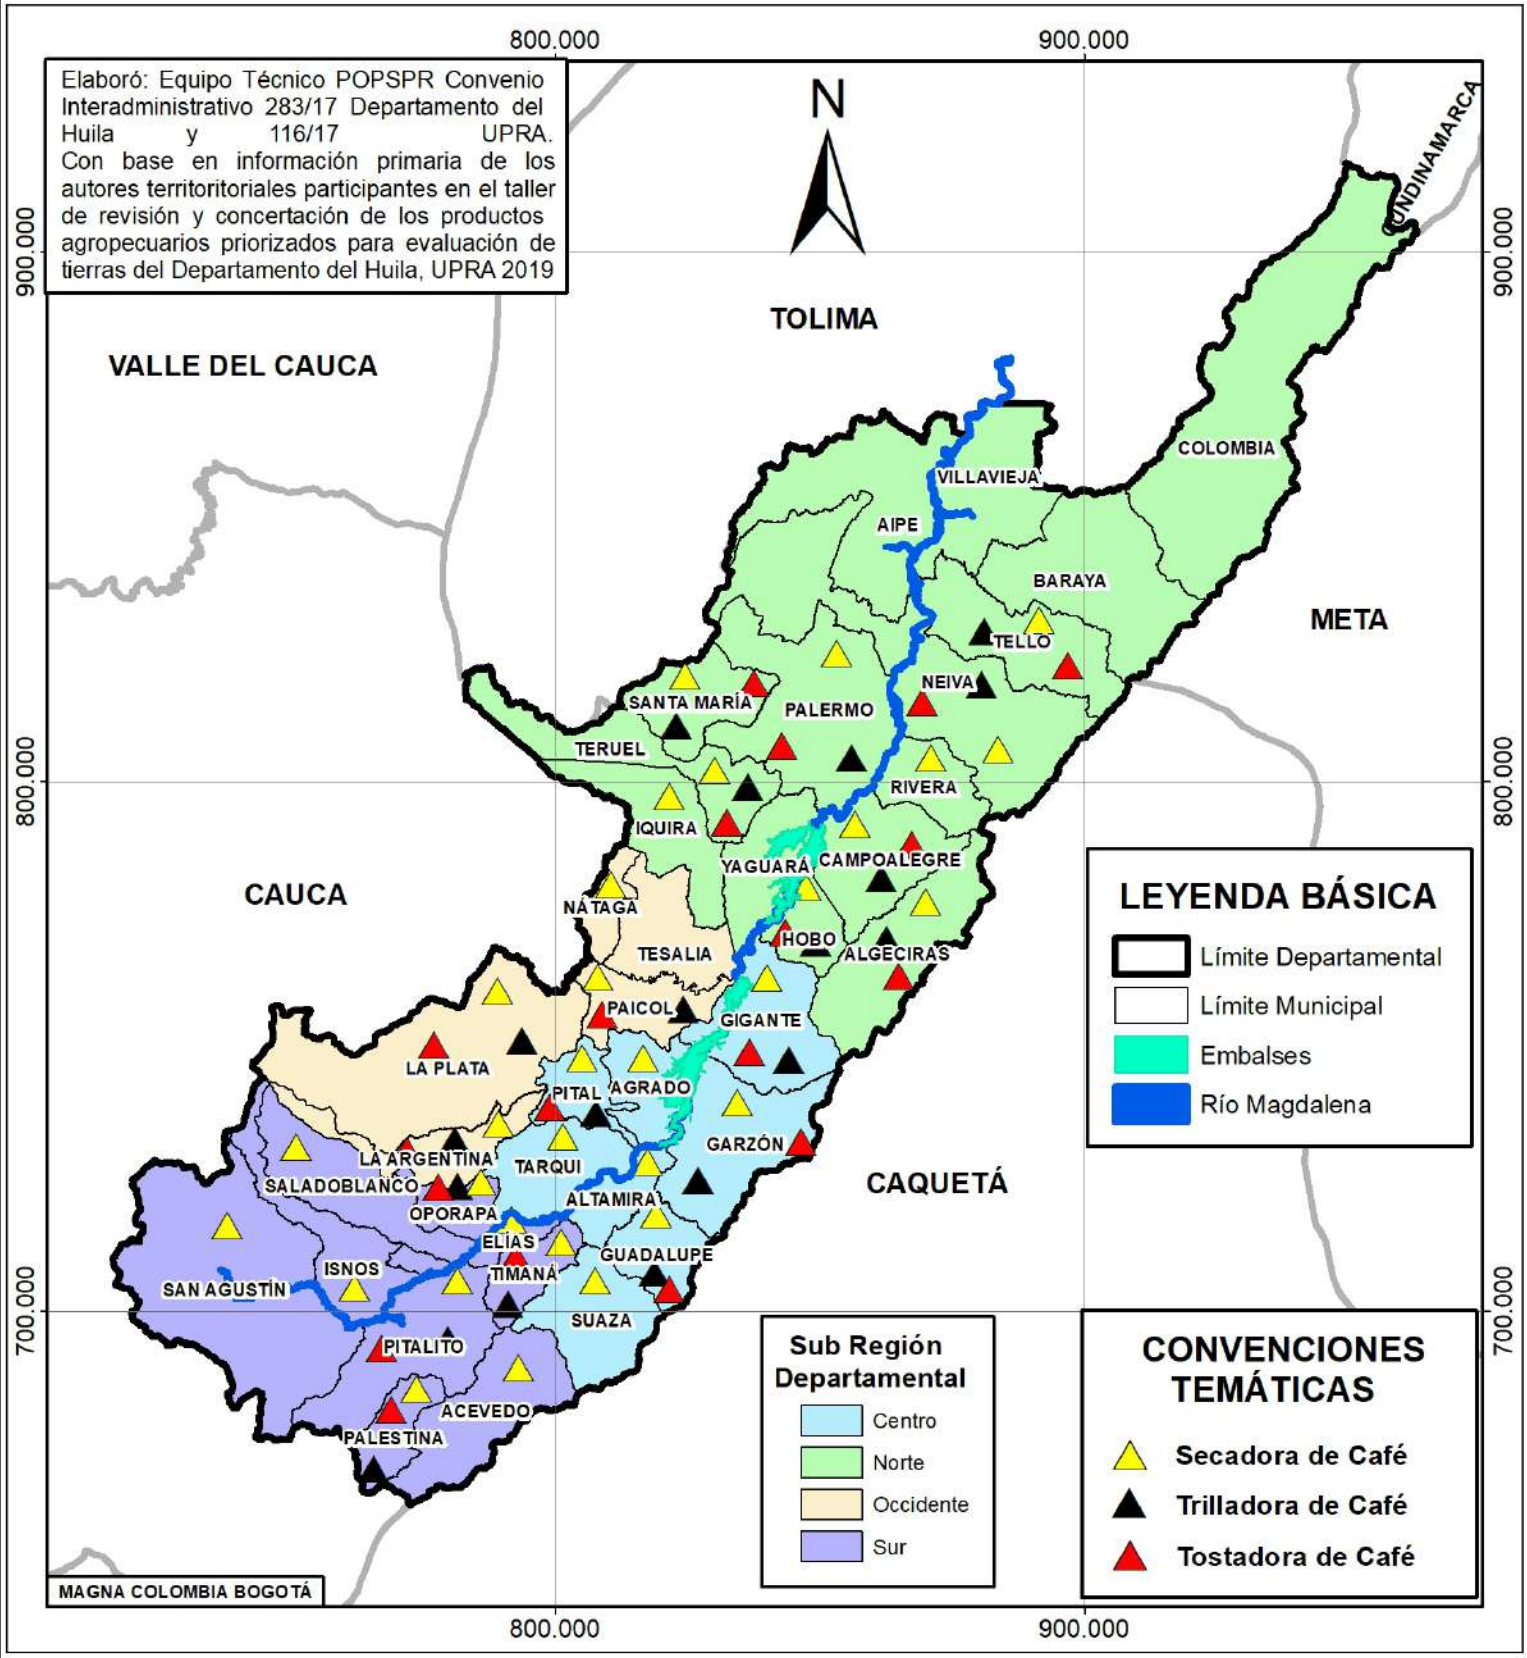 800.000
900.000
Elaboró: Equipo Técnico POPSPR Convenio
Interadministrativo 283/17 Departamento del
Huila y 116/17 UPRA.
Con base en información primaria de los
autores territoritoriales participantes en el taller
de revisión y concertación de los productos
agropecuarios priorizados para evaluación de
tierras del Departamento del Huila, UPRA 2019
N
UNDINAMARCA
900.000
900.000
TOLIMA
VALLE DEL CAUCA
COLOMBIA
VILLAVIEJA
AIPE
BARAYA
META
TELLO
NEIVA
SANTA MARÍA
PALERMO
TERUEL
800.000
800.000
RIVERA
IQUIRA
YAGUARÁ
CAMPOALEGRE
CAUCA
NÁTAGA
HOBO
TESALIA
ALGECIRAS
PAICOL
GIGANTE
LA PLATA
PITAL
AGRADO
GARZÓN
LA ARGENTINA
TARQUI
SALADOBLANCO
ALTAMIRA
CAQUETÁ
OPORAPA
ELÍAS
GUADALUPE
ISNOS
TIMANÁ
SAN AGUSTÍN
700.000
700.000
SUAZA
PITALITO
ACEVEDO
PALESTINA
LEYENDA BÁSICA
Límite Departamental
Límite Municipal
Embalses
Río Magdalena
Sub Región
Departamental
Centro
Norte
Occidente
Sur
CONVENCIONES
TEMÁTICAS
Secadora de Café
Trilladora de Café
Tostadora de Café
MAGNA COLOMBIA BOGOTÁ
800.000
900.000